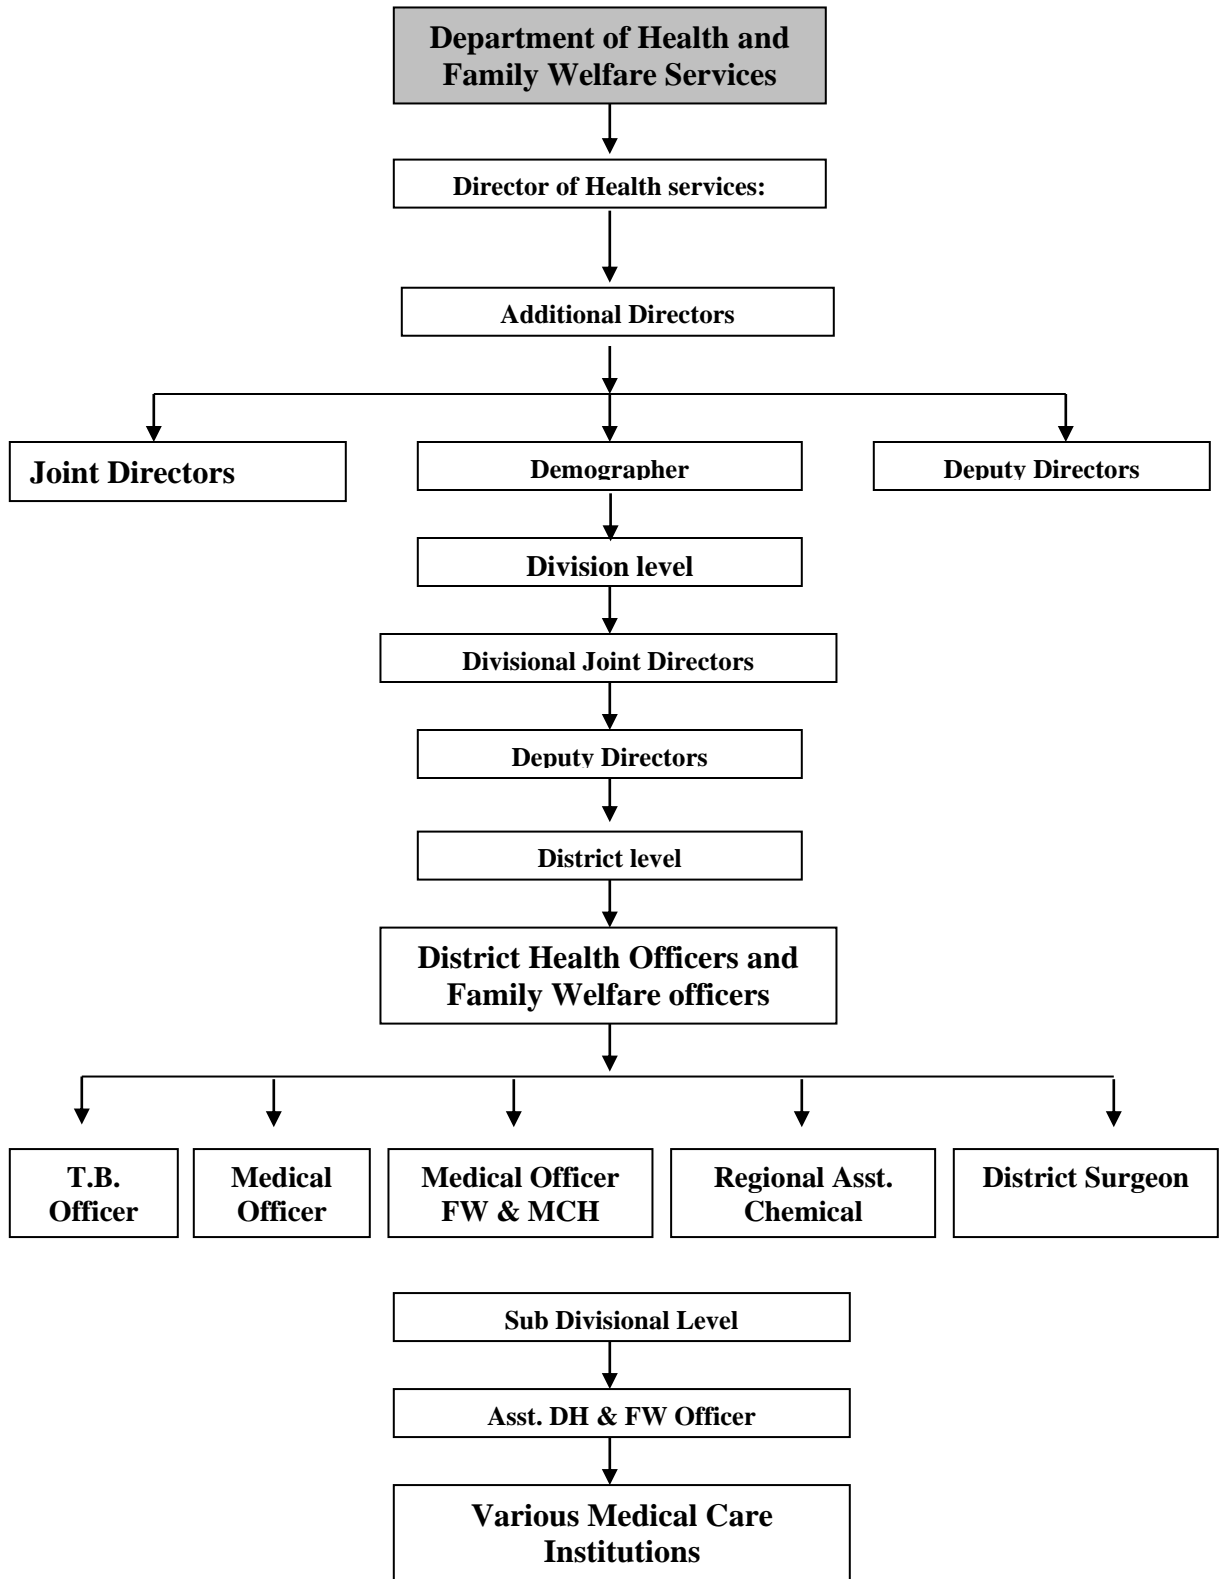 Department of Health and
Family Welfare Services
Director of Health services:
Additional Directors
Joint Directors
Demographer
Deputy Directors
Division level
Divisional Joint Directors
Deputy Directors
District level
District Health Officers and
Family Welfare officers
T.B.
Officer
Medical
Officer
Medical Officer
FW & MCH
Regional Asst.
Chemical
District Surgeon
Sub Divisional Level
Asst. DH & FW Officer
Various Medical Care
Institutions